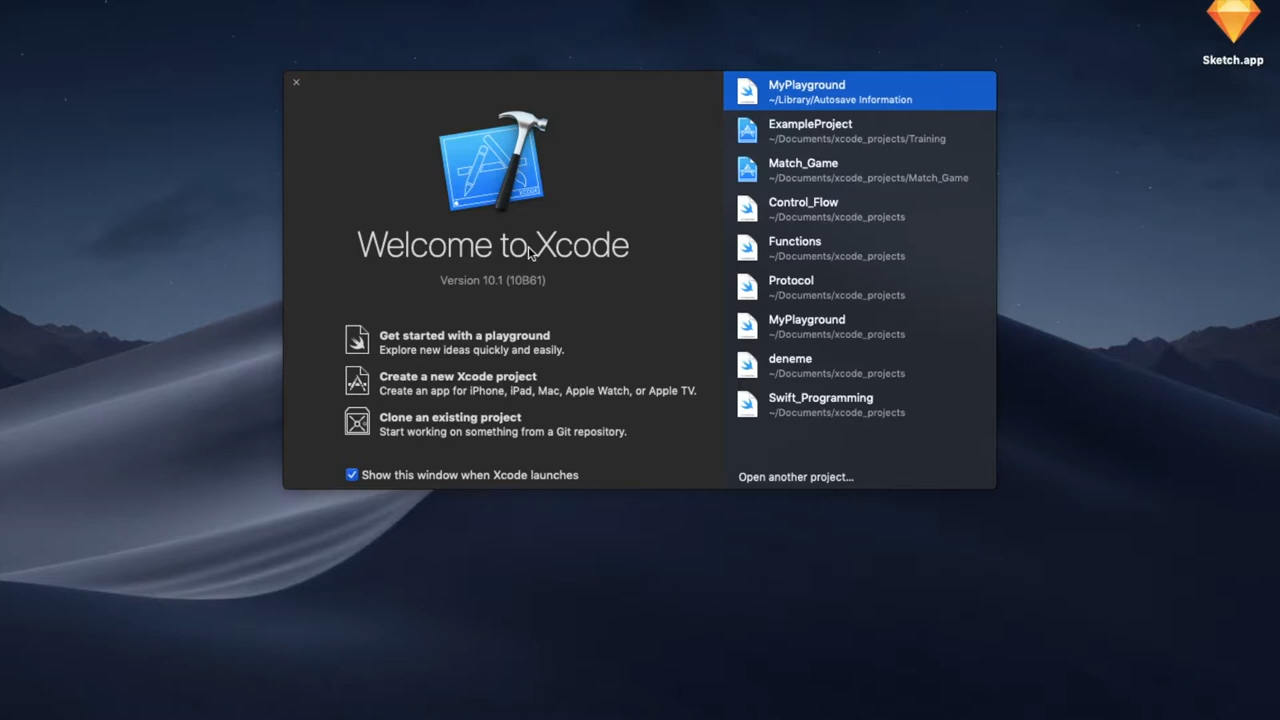 Sketch.app
Welcome to Xcode
Version 10.1 (10B61)
Get started with a playground
Explore new ideas quickly and easily.
Create a new Xcode project
Create an app for iPhone, iPad, Mac, Apple Watch, or Apple TV.
Clone an existing project
Start working on something from a Git repository.
Show this window when Xcode launches
MyPlayground
~/Library/Autosave Information
ExampleProject
~/Documents/xcode_projects/Training
Match_Game
~/Documents/xcode_projects/Match_Game
Control_Flow
~/Documents/xcode_projects
Functions
~/Documents/xcode_projects
Protocol
~/Documents/xcode_projects
MyPlayground
~/Documents/xcode_projects
deneme
~/Documents/xcode_projects
Swift_Programming
~/Documents/xcode_projects
Open another project...